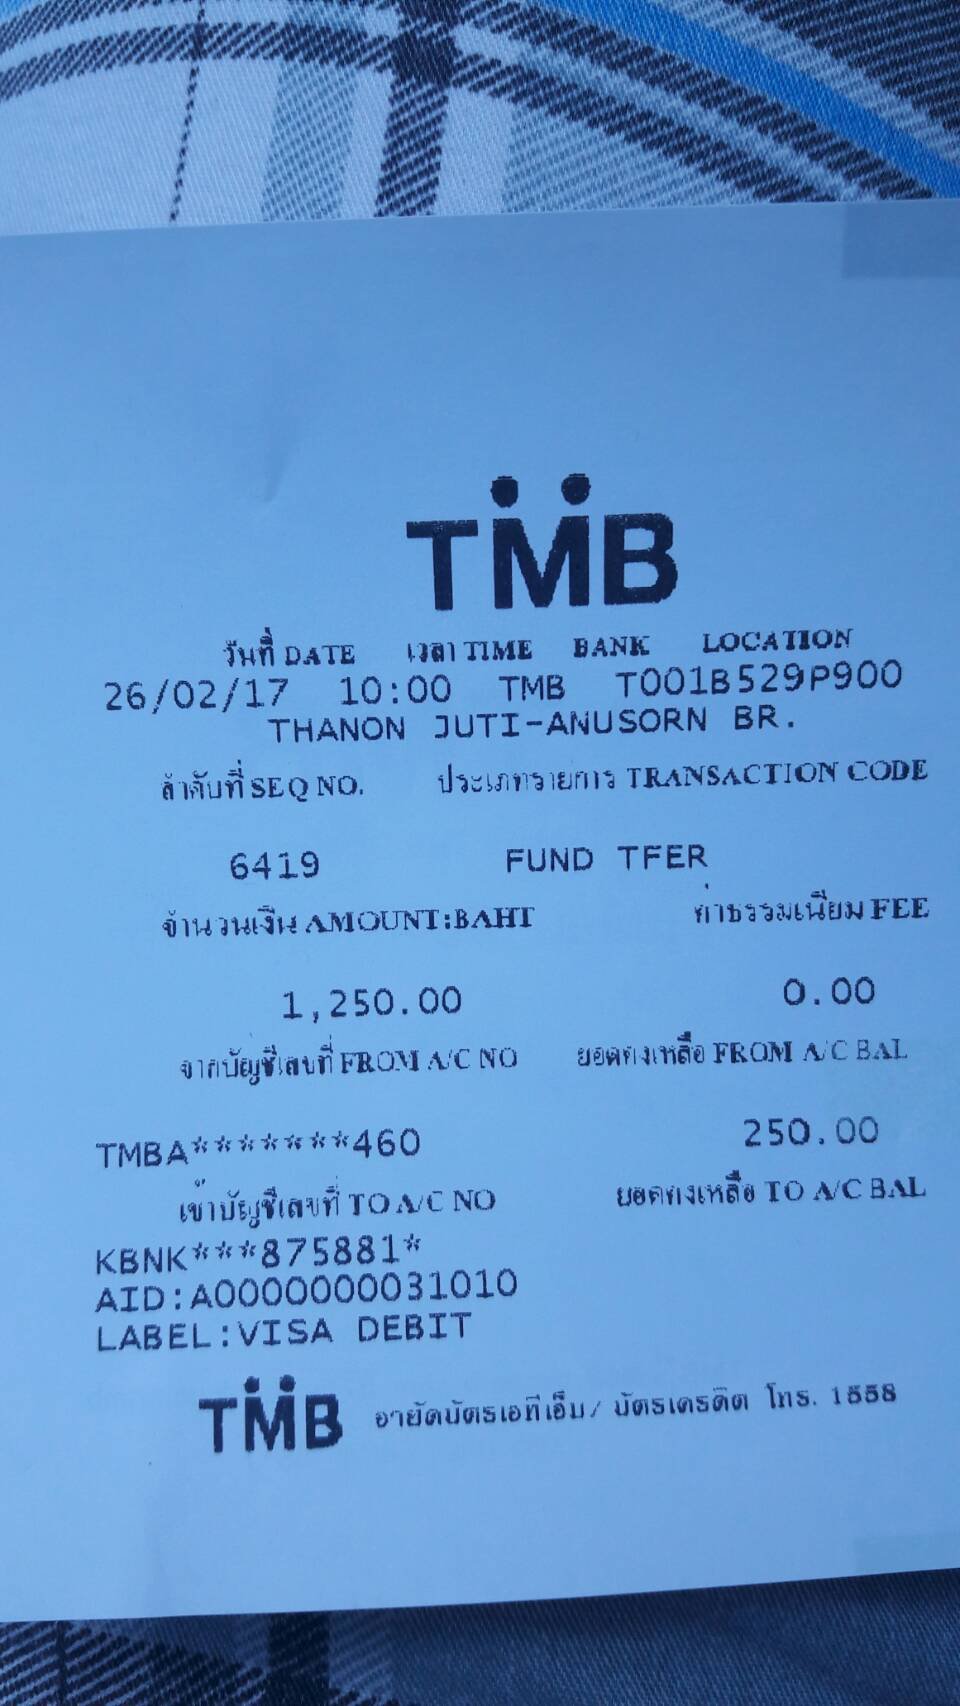 TMB
วันที่ DATE เวลา TIME BANK LOCATION
26/02/17 10:00 TMB T001B529P900
THANON JUTI-ANUSORN BR.
ลำดับที่ SEQ NO. ประเภทรายการ TRANSACTION CODE
6419 FUND TFER
จำนวนเงิน AMOUNT:BAHT ค่าธรรมเนียม FEE
1,250.00 0.00
จากบัญชีเลขที่ FROM A/C NO ยอดคงเหลือ FROM A/C BAL
TMBA*******460 250.00
เข้าบัญชีเลขที่ TO A/C NO ยอดคงเหลือ TO A/C BAL
KBNK***875881*
AID:A0000000031010
LABEL:VISA DEBIT
TMB อายัดบัตรเอทีเอ็ม/ บัตรเครดิต โทร. 1558